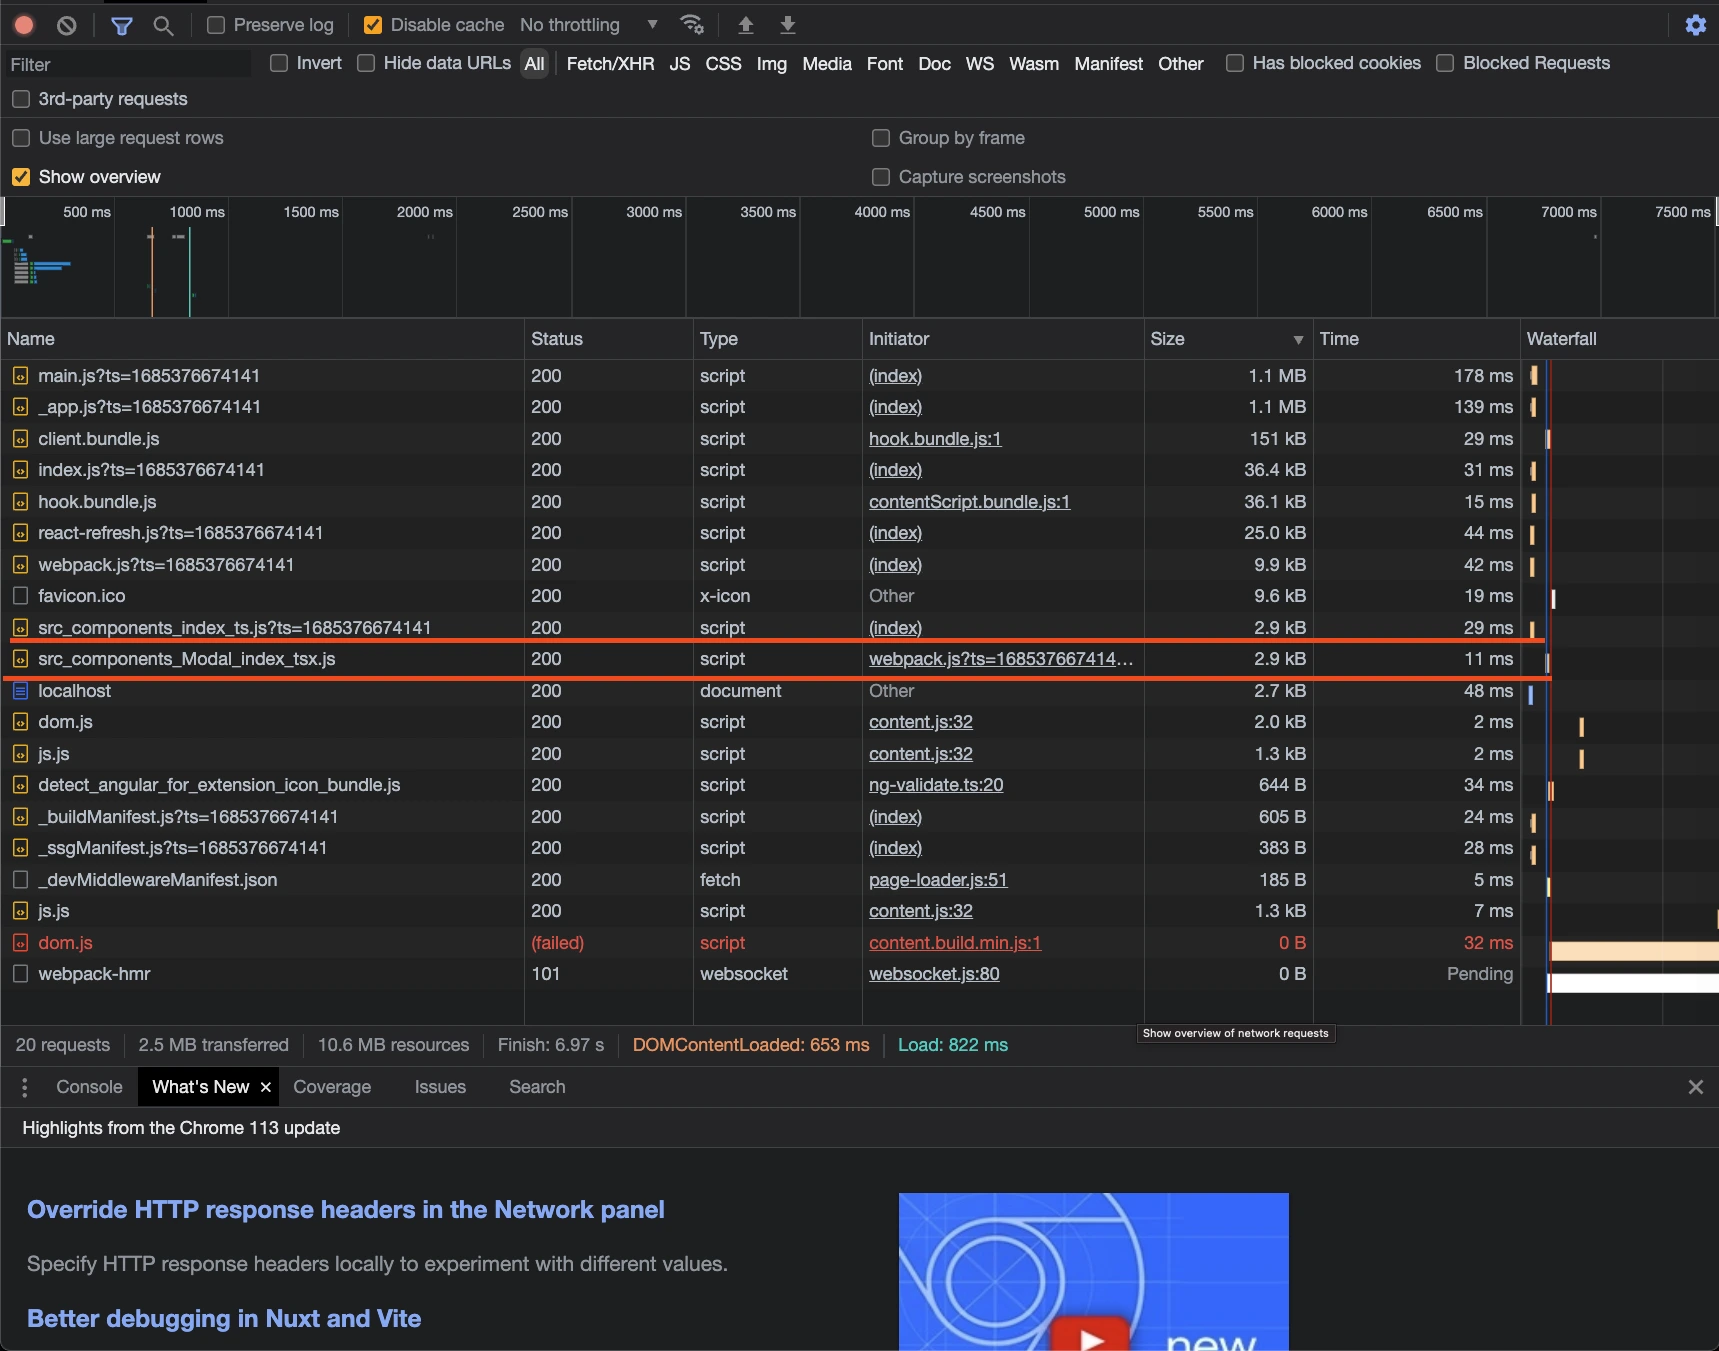 Preserve log Disable cache No throttling
Filter Invert Hide data URLs All Fetch/XHR JS CSS Img Media Font Doc WS Wasm Manifest Other Has blocked cookies Blocked Requests
3rd-party requests
Use large request rows Group by frame
Show overview Capture screenshots
500 ms 1000 ms 1500 ms 2000 ms 2500 ms 3000 ms 3500 ms 4000 ms 4500 ms 5000 ms 5500 ms 6000 ms 6500 ms 7000 ms 7500 ms
Name Status Type Initiator Size Time Waterfall
main.js?ts=1685376674141 200 script (index) 1.1 MB 178 ms
_app.js?ts=1685376674141 200 script (index) 1.1 MB 139 ms
client.bundle.js 200 script hook.bundle.js:1 151 kB 29 ms
index.js?ts=1685376674141 200 script (index) 36.4 kB 31 ms
hook.bundle.js 200 script contentScript.bundle.js:1 36.1 kB 15 ms
react-refresh.js?ts=1685376674141 200 script (index) 25.0 kB 44 ms
webpack.js?ts=1685376674141 200 script (index) 9.9 kB 42 ms
favicon.ico 200 x-icon Other 9.6 kB 19 ms
src_components_index_ts.js?ts=1685376674141 200 script (index) 2.9 kB 29 ms
src_components_Modal_index_tsx.js 200 script webpack.js?ts=168537667414… 2.9 kB 11 ms
localhost 200 document Other 2.7 kB 48 ms
dom.js 200 script content.js:32 2.0 kB 2 ms
js.js 200 script content.js:32 1.3 kB 2 ms
detect_angular_for_extension_icon_bundle.js 200 script ng-validate.ts:20 644 B 34 ms
_buildManifest.js?ts=1685376674141 200 script (index) 605 B 24 ms
_ssgManifest.js?ts=1685376674141 200 script (index) 383 B 28 ms
_devMiddlewareManifest.json 200 fetch page-loader.js:51 185 B 5 ms
js.js 200 script content.js:32 1.3 kB 7 ms
dom.js (failed) script content.build.min.js:1 0 B 32 ms
webpack-hmr 101 websocket websocket.js:80 0 B Pending
Show overview of network requests
20 requests 2.5 MB transferred 10.6 MB resources Finish: 6.97 s DOMContentLoaded: 653 ms Load: 822 ms
Console What's New Coverage Issues Search
Highlights from the Chrome 113 update
Override HTTP response headers in the Network panel
Specify HTTP response headers locally to experiment with different values.
Better debugging in Nuxt and Vite
new